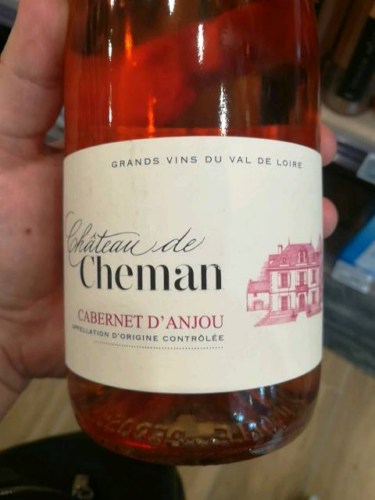 GRANDS VINS DU VAL DE LOIRE
Château de
Cheman
CABERNET D'ANJOU
APPELLATION D'ORIGINE CONTRÔLÉE